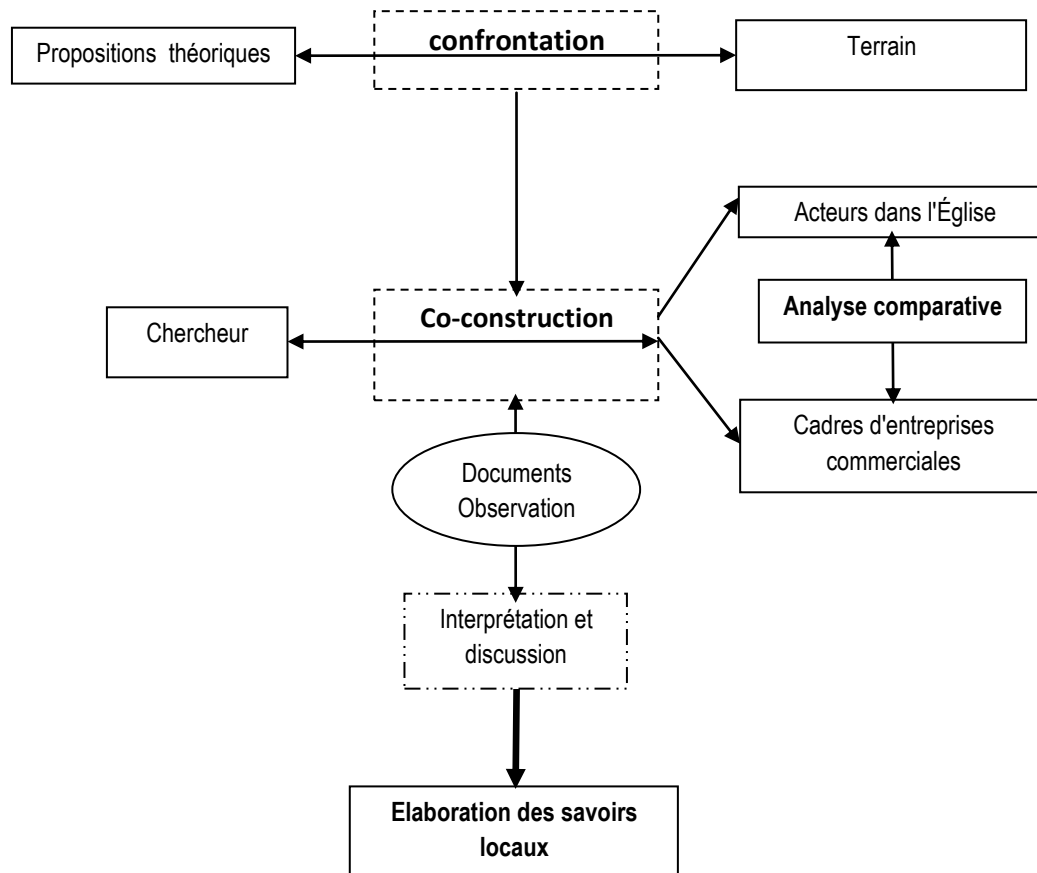 Propositions théoriques
confrontation
Terrain
Acteurs dans l'Église
Analyse comparative
Chercheur
Co-construction
Cadres d'entreprises
commerciales
Documents
Observation
Interprétation et
discussion
Elaboration des savoirs
locaux